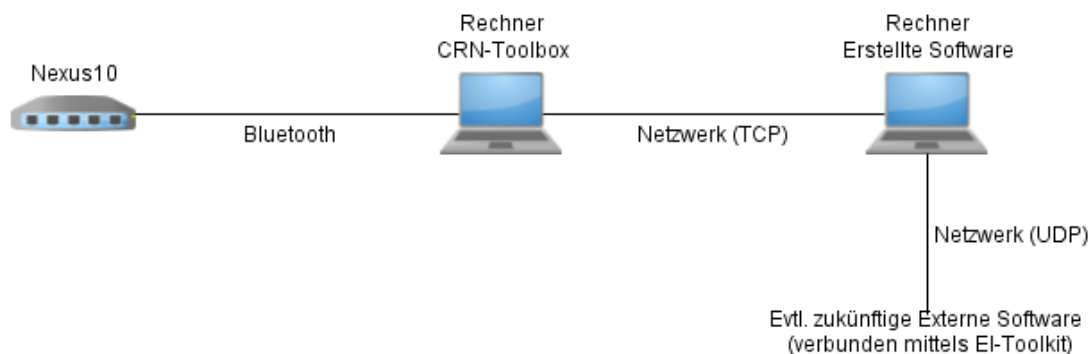 Nexus10
Bluetooth
Rechner
CRN-Toolbox
Netzwerk (TCP)
Rechner
Erstellte Software
Netzwerk (UDP)
Evtl. zukünftige Externe Software
(verbunden mittels EI-Toolkit)